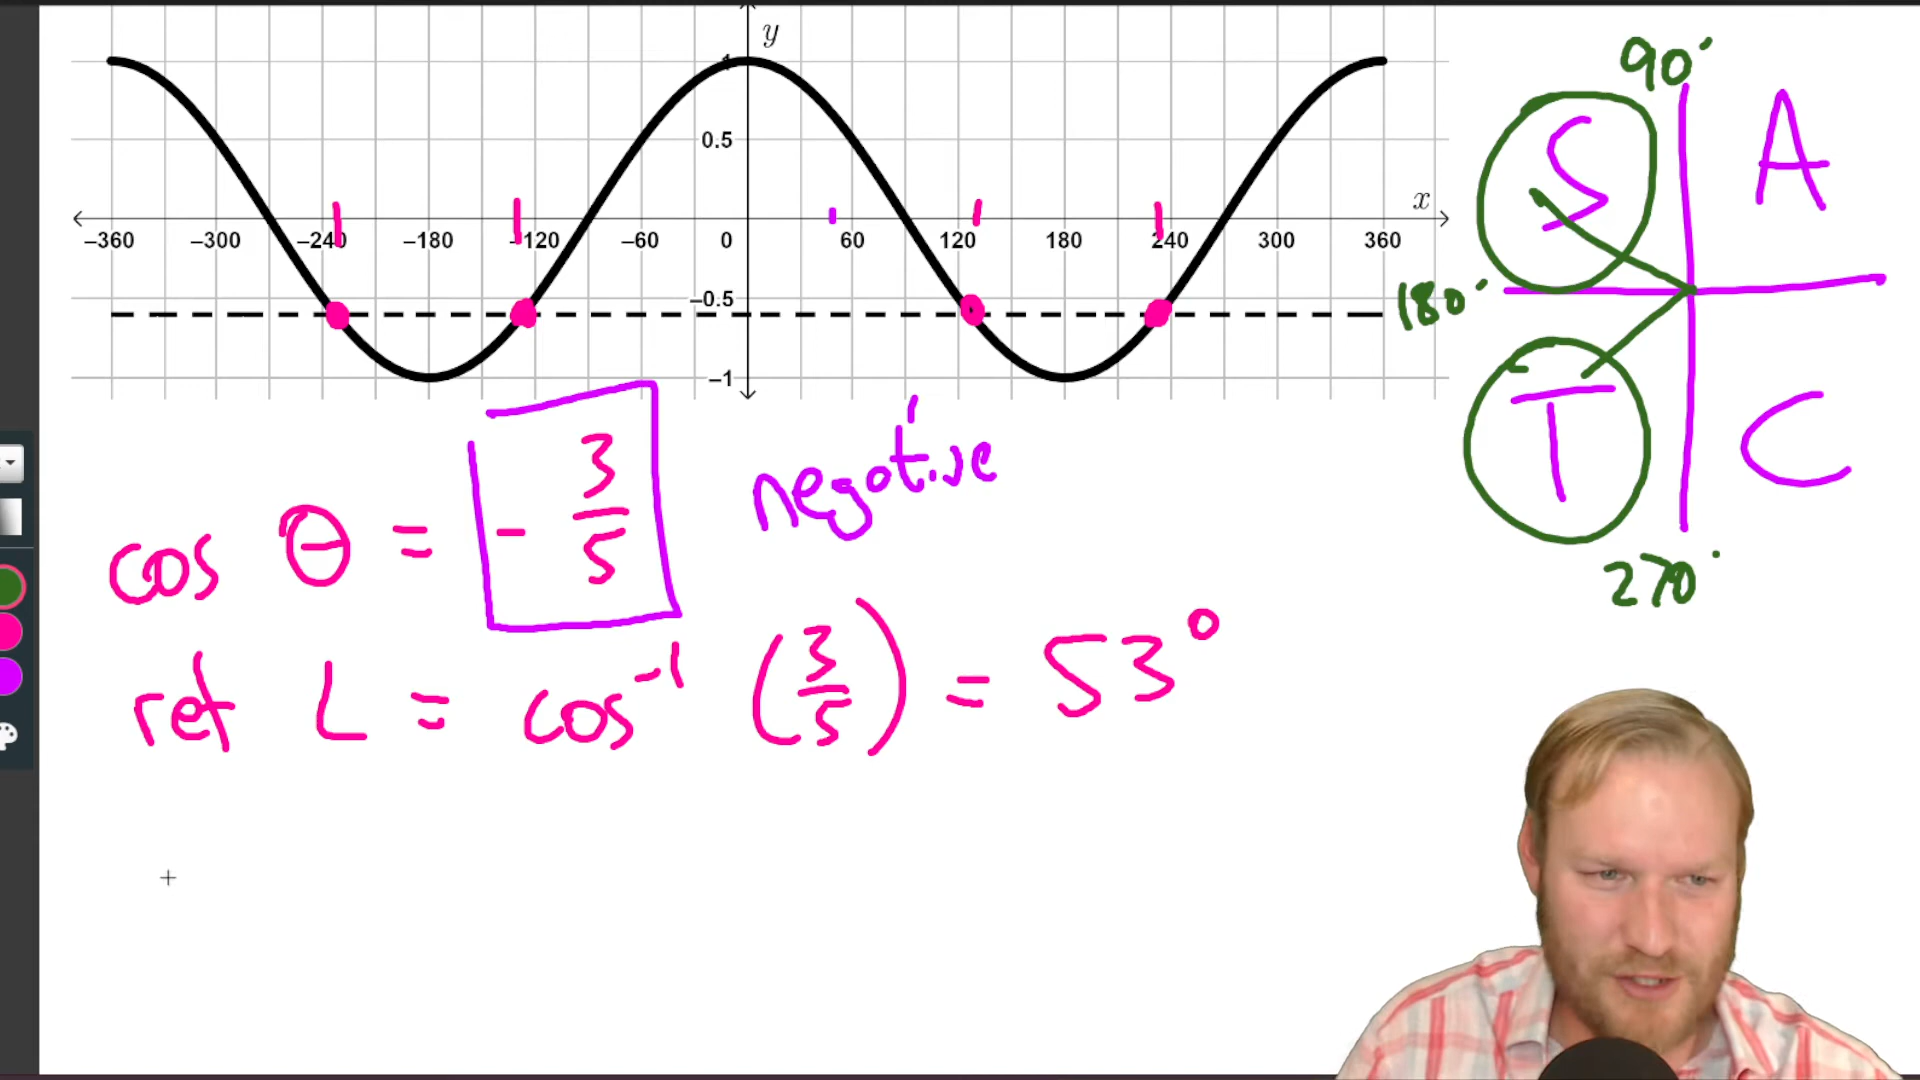 y
1
0.5
x
−360 −300 −240 −180 −120 −60 0 60 120 180 240 300 360
−0.5
−1
90°
S A
180°
T C
270°
cos θ = - 3/5 negative
ref L = cos⁻¹ (3/5) = 53°